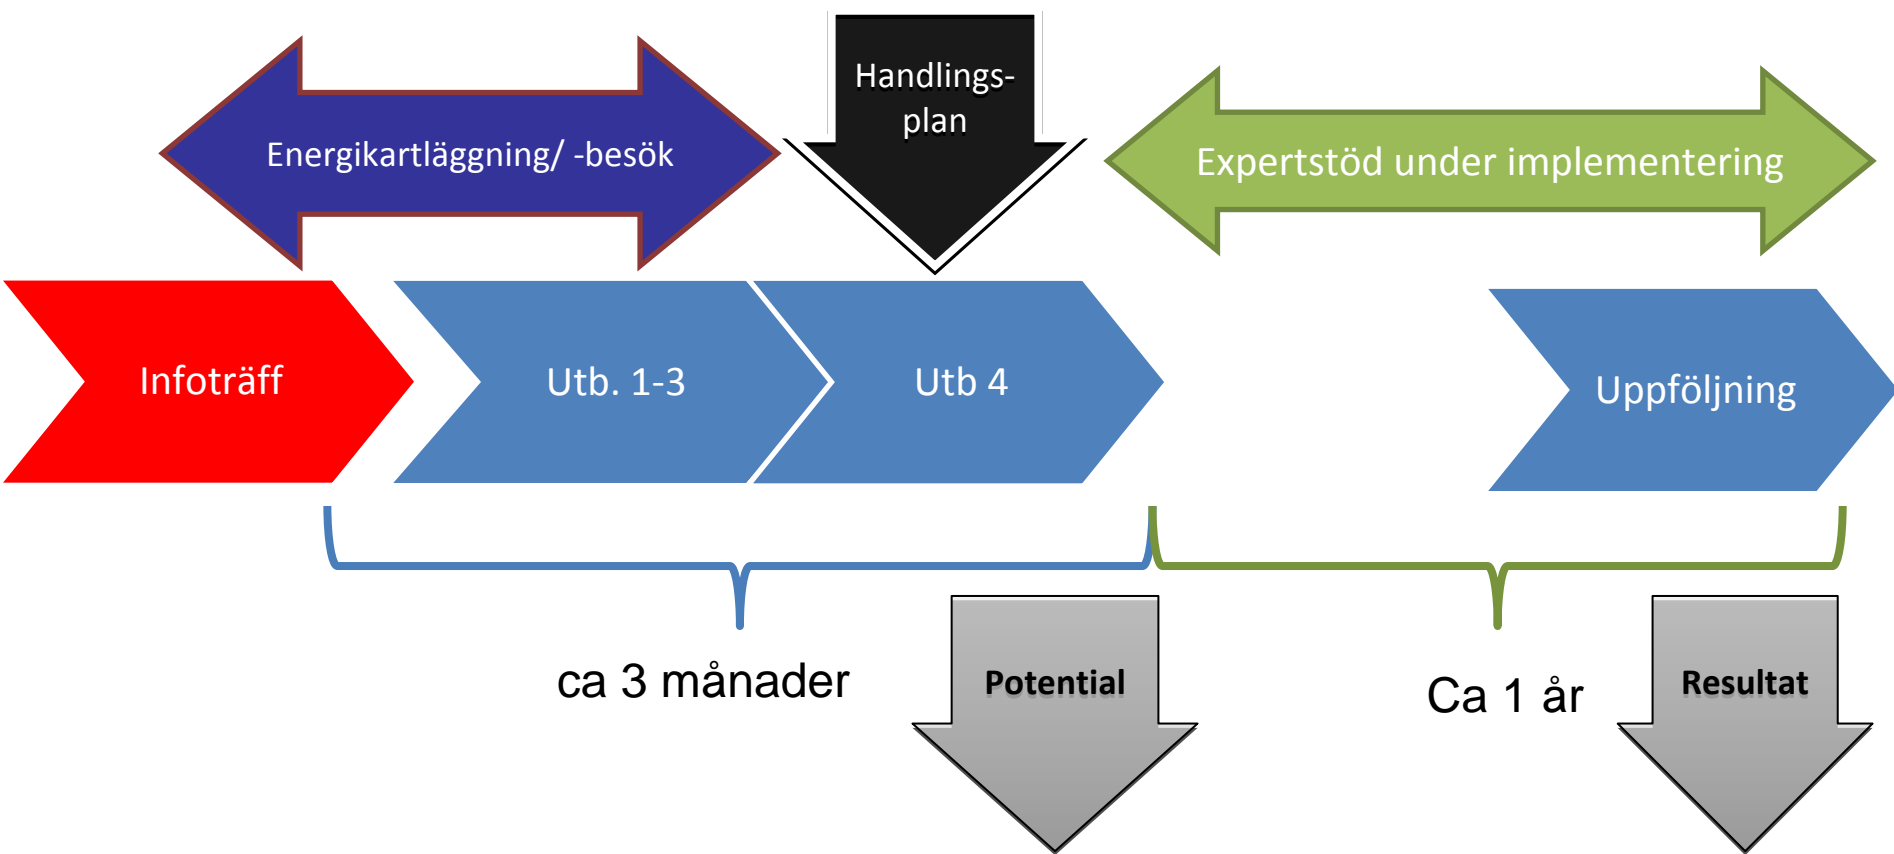 Handlings-
plan
Energikartläggning/ -besök
Expertstöd under implementering
Infoträff
Utb. 1-3
Utb 4
Uppföljning
ca 3 månader
Potential
Ca 1 år
Resultat